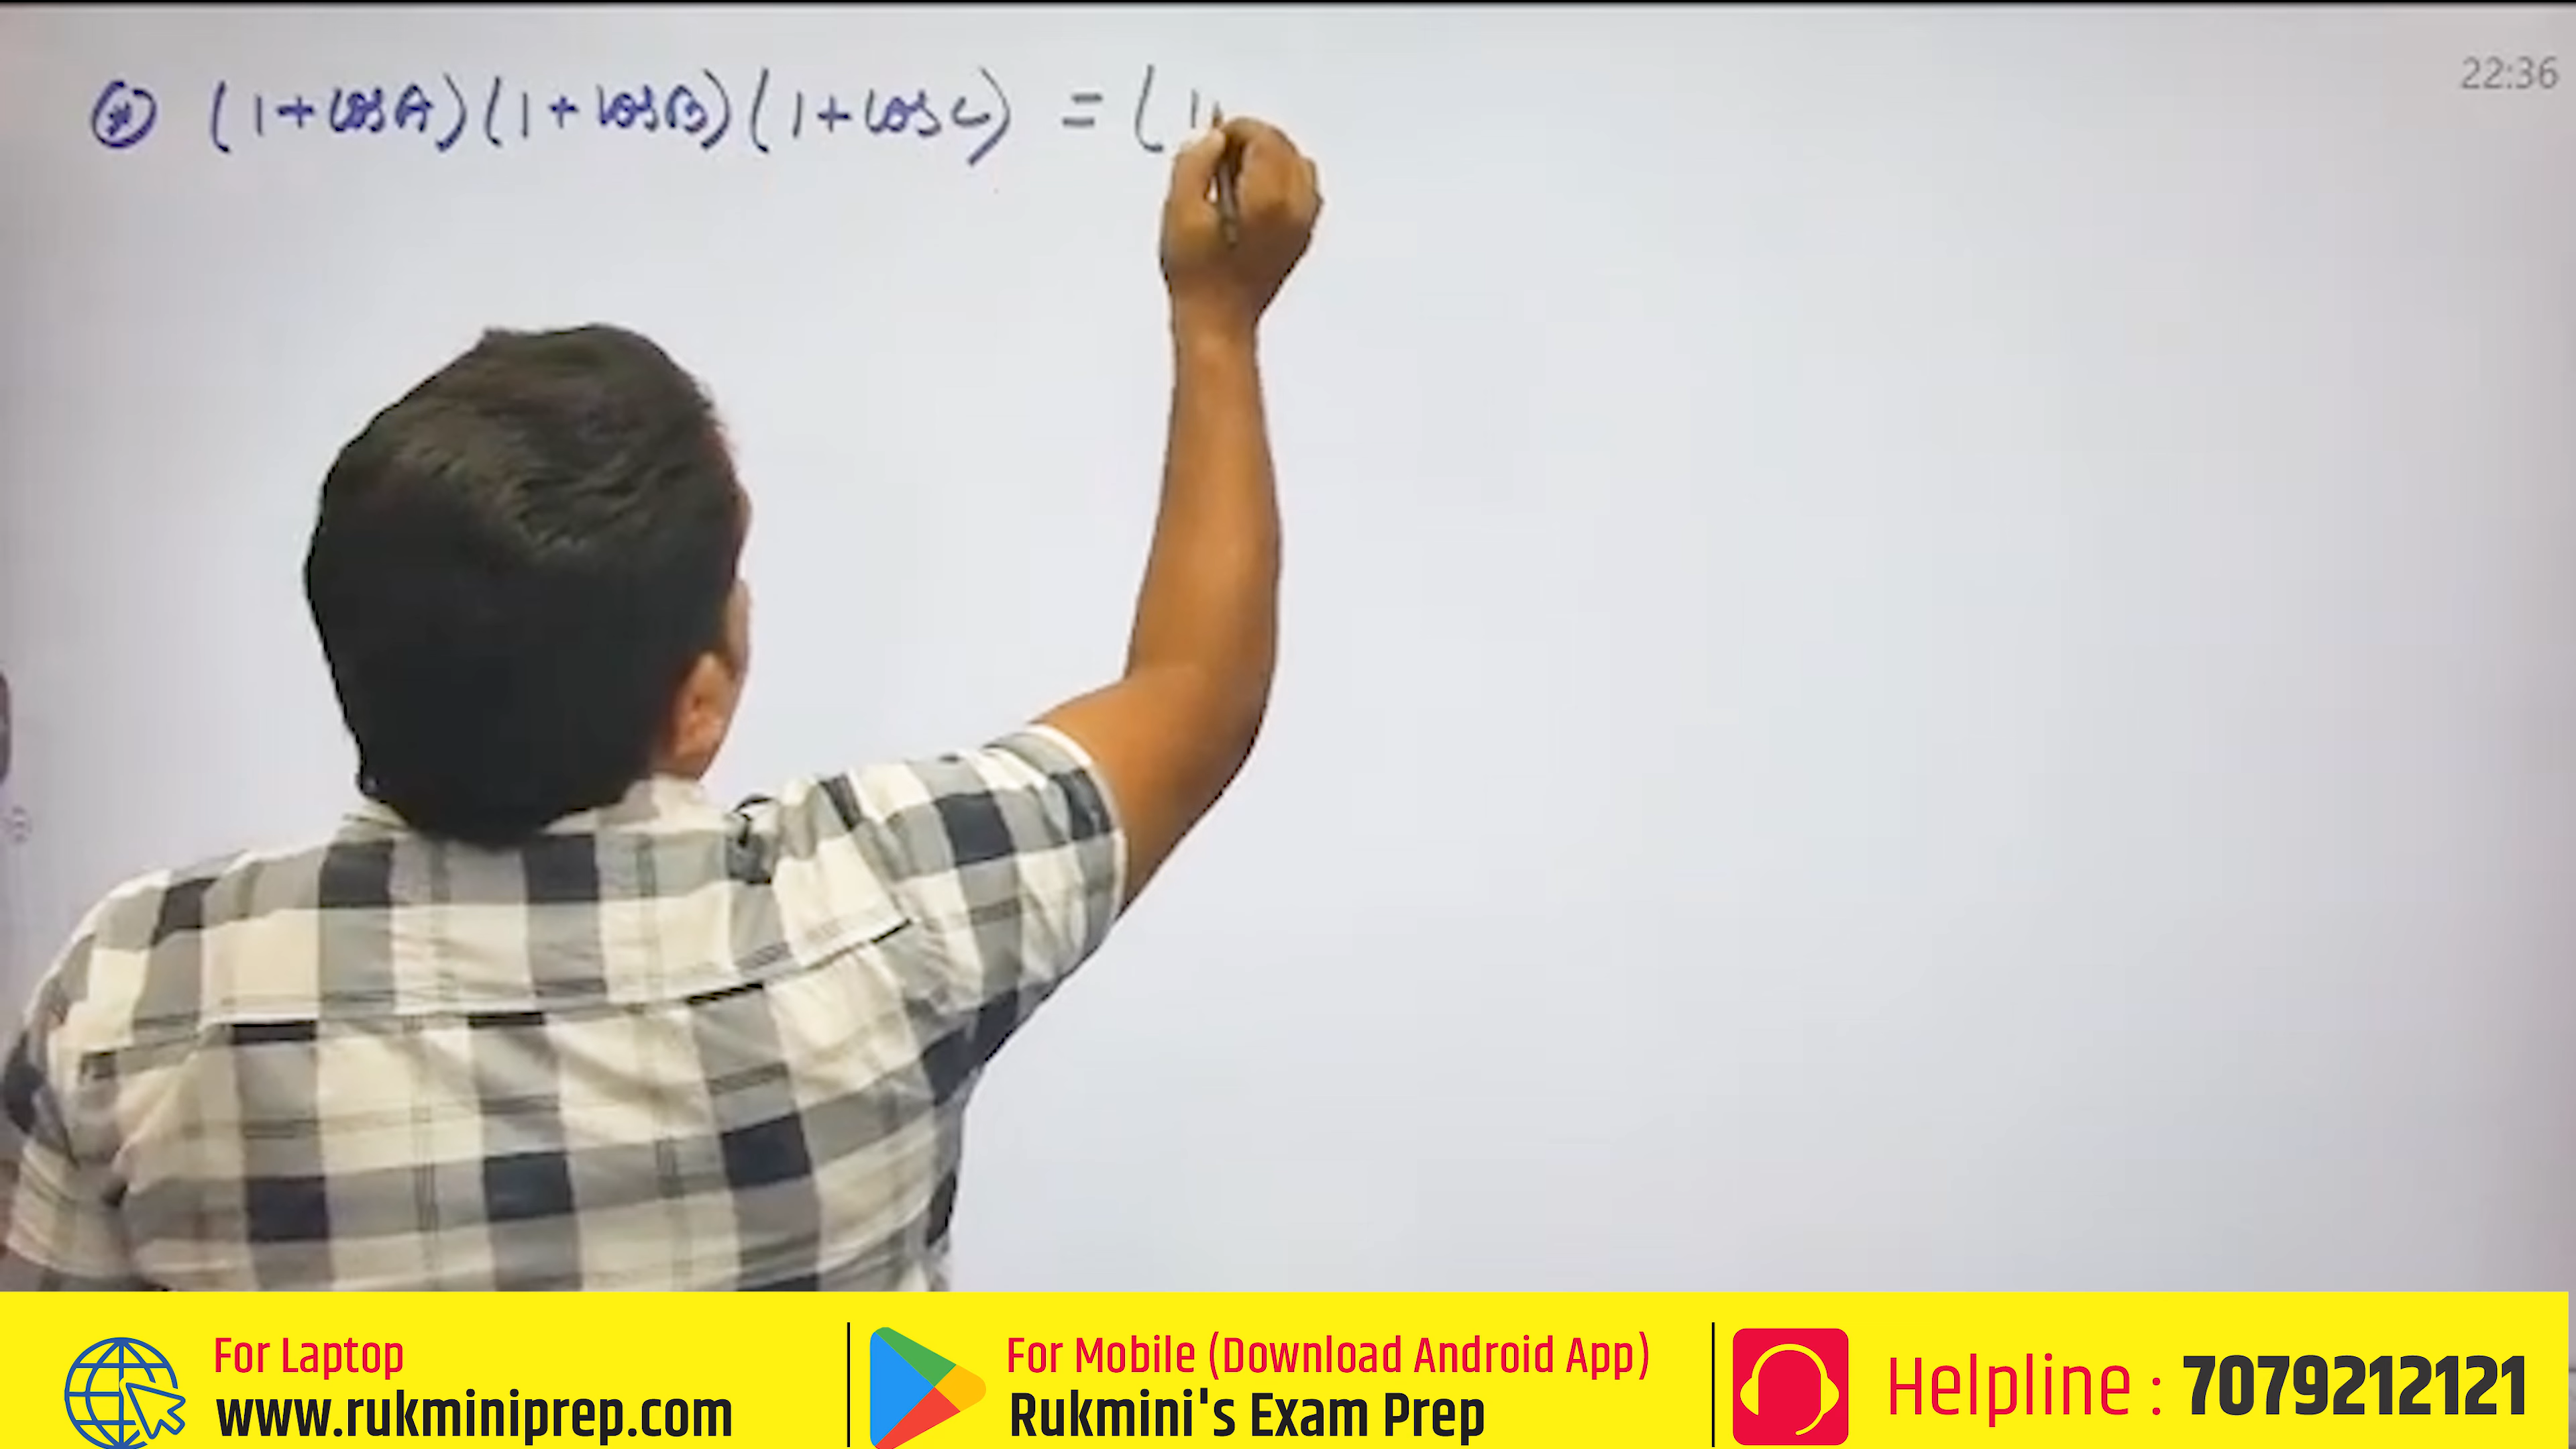 (1+cosA)(1+cosB)(1+cosC) = (1
22:36
For Laptop
www.rukminiprep.com
For Mobile (Download Android App)
Rukmini's Exam Prep
Helpline : 7079212121